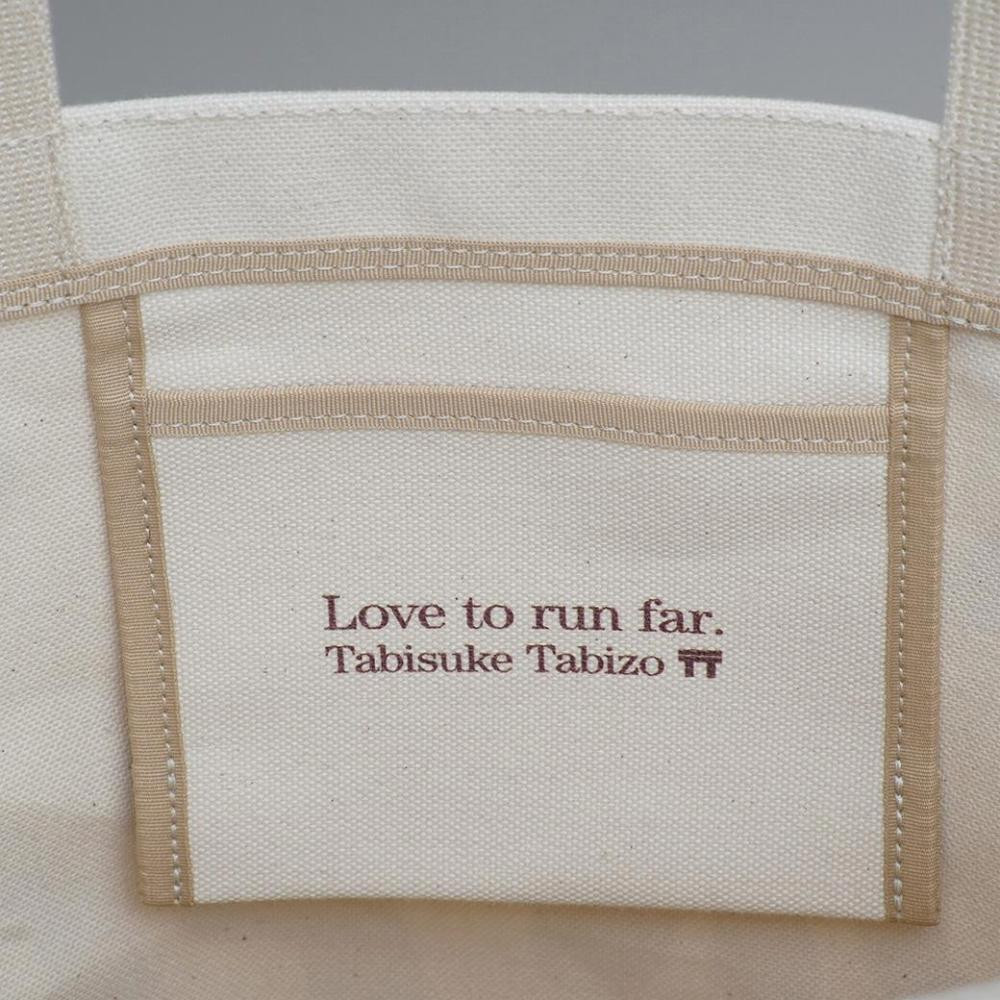 Love to run far.
Tabisuke Tabizo